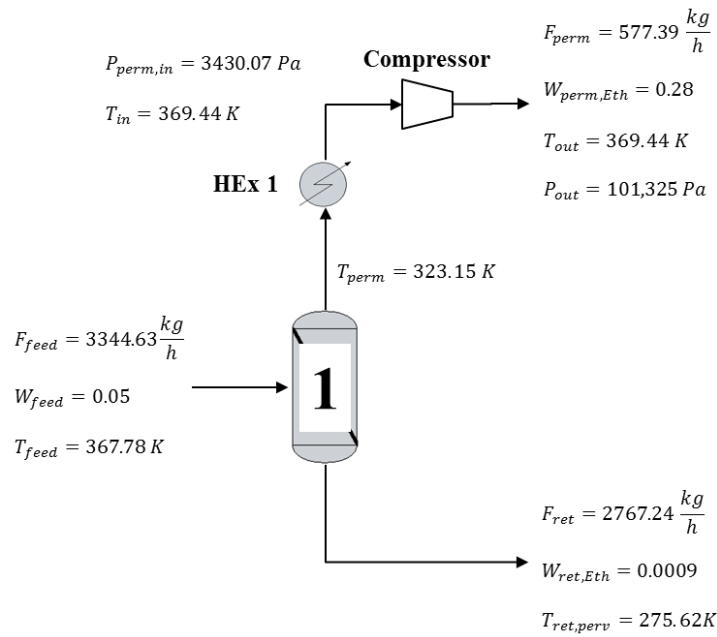 P_perm,in = 3430.07 Pa
T_in = 369.44 K
Compressor
F_perm = 577.39 kg/h
W_perm,Eth = 0.28
T_out = 369.44 K
P_out = 101,325 Pa
HEx 1
T_perm = 323.15 K
F_feed = 3344.63 kg/h
W_feed = 0.05
T_feed = 367.78 K
1
F_ret = 2767.24 kg/h
W_ret,Eth = 0.0009
T_ret,perv = 275.62K